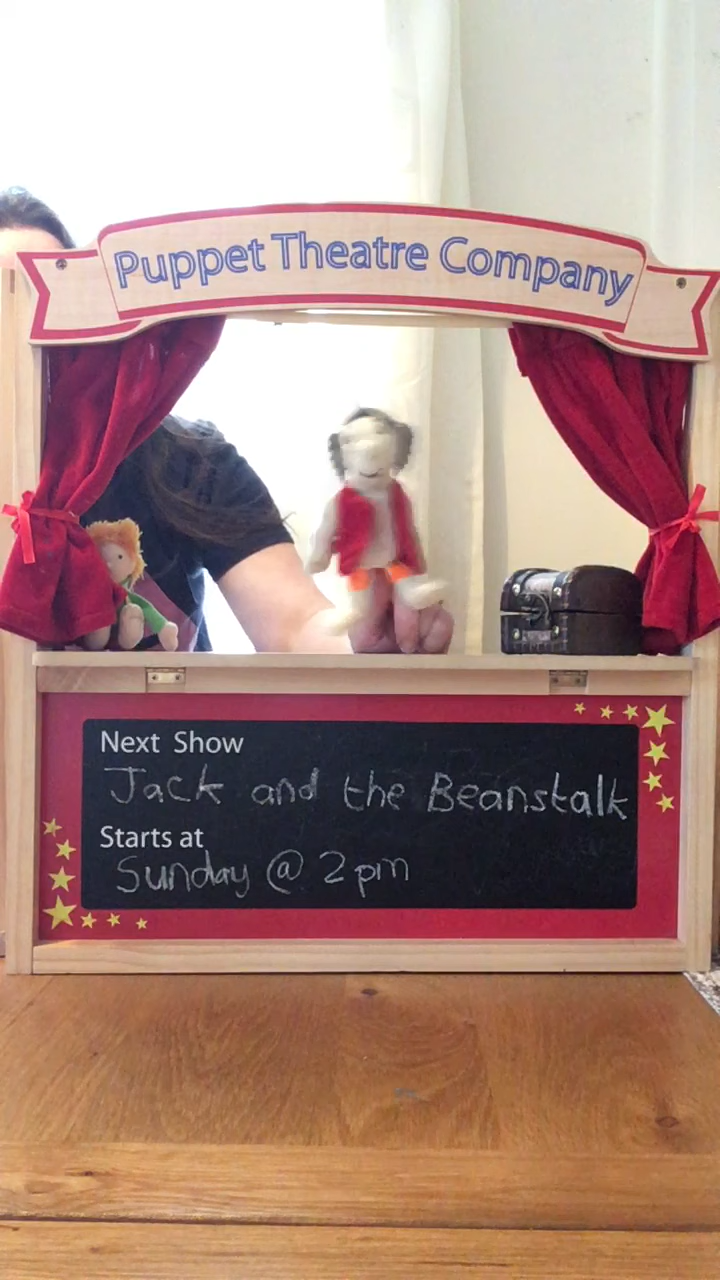 Puppet Theatre Company
Next Show
Jack and the Beanstalk
Starts at
Sunday @ 2pm